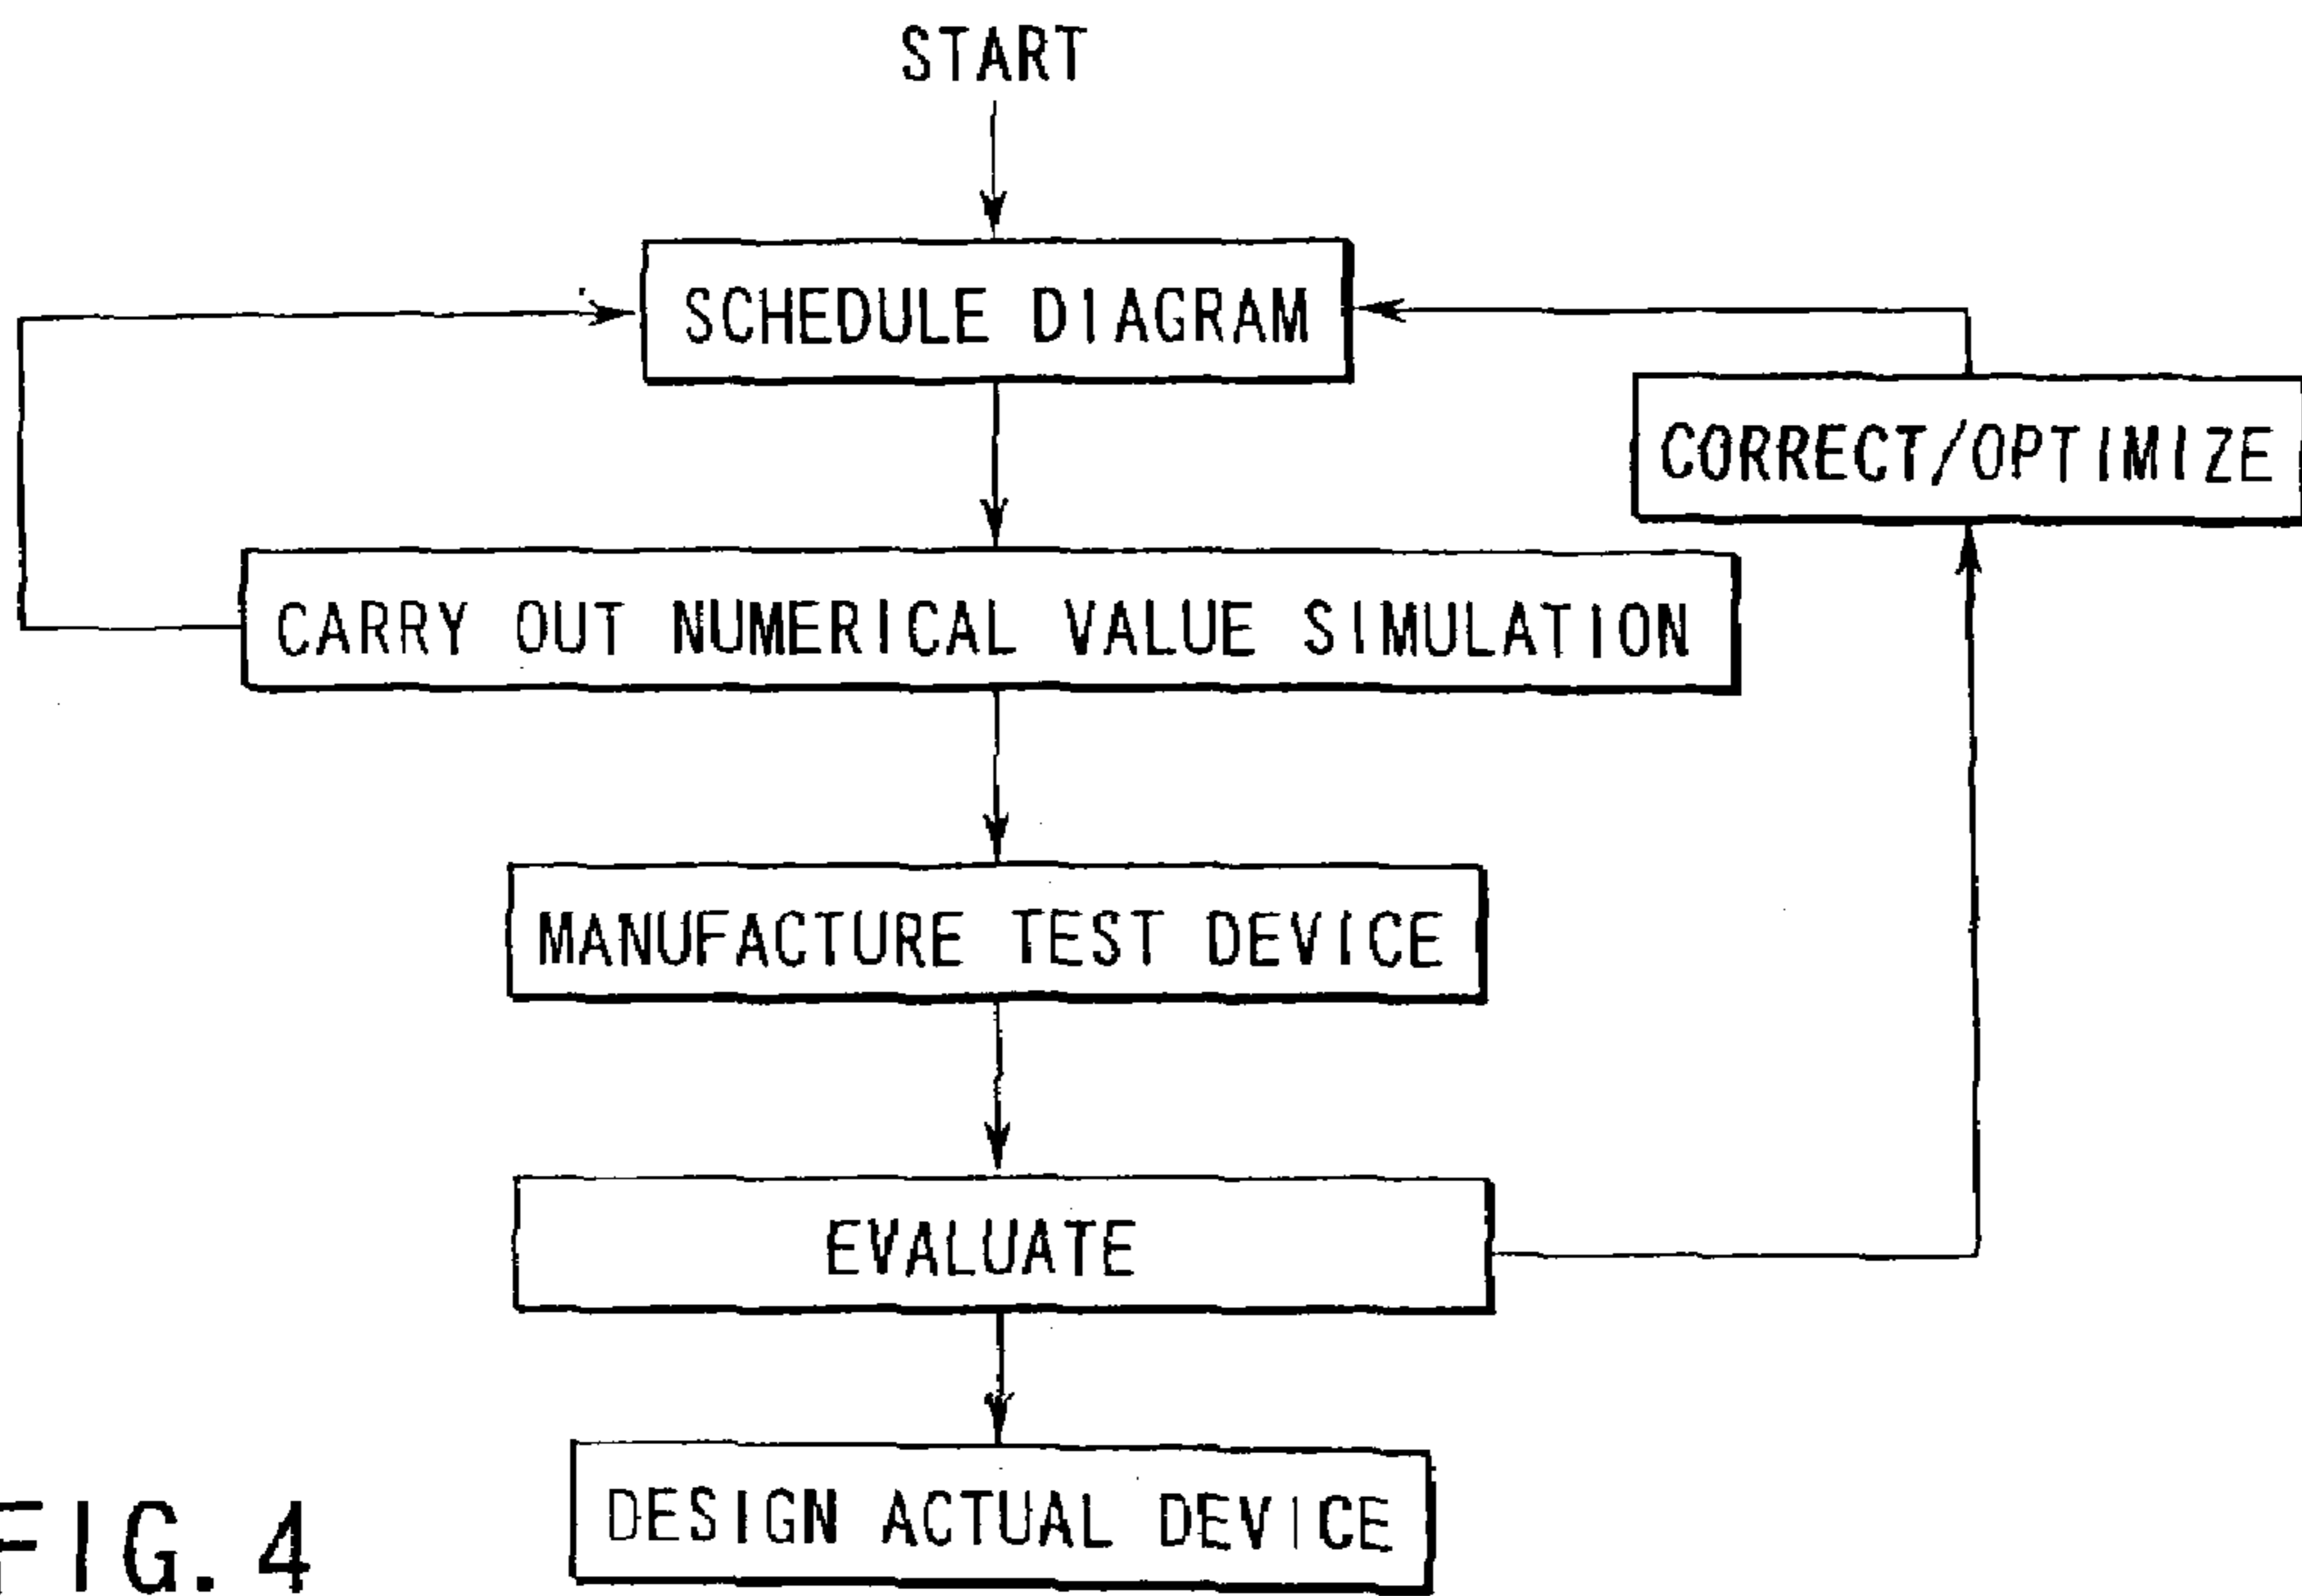 START
SCHEDULE DIAGRAM
CORRECT/OPTIMIZE
CARRY OUT NUMERICAL VALUE SIMULATION
MANUFACTURE TEST DEVICE
EVALUATE
DESIGN ACTUAL DEVICE
FIG. 4